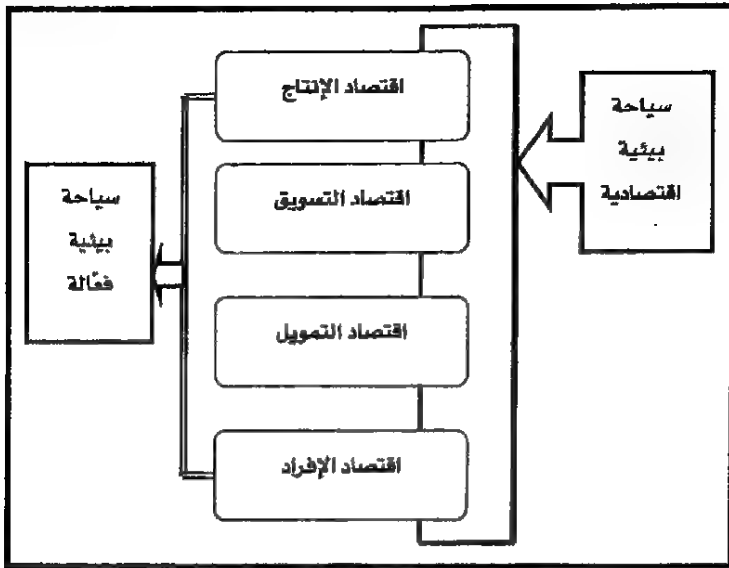 سياحة
بيئية
اقتصادية
اقتصاد الإنتاج
اقتصاد التسويق
اقتصاد التمويل
اقتصاد الإفراد
سياحة
بيئية
فعّالة